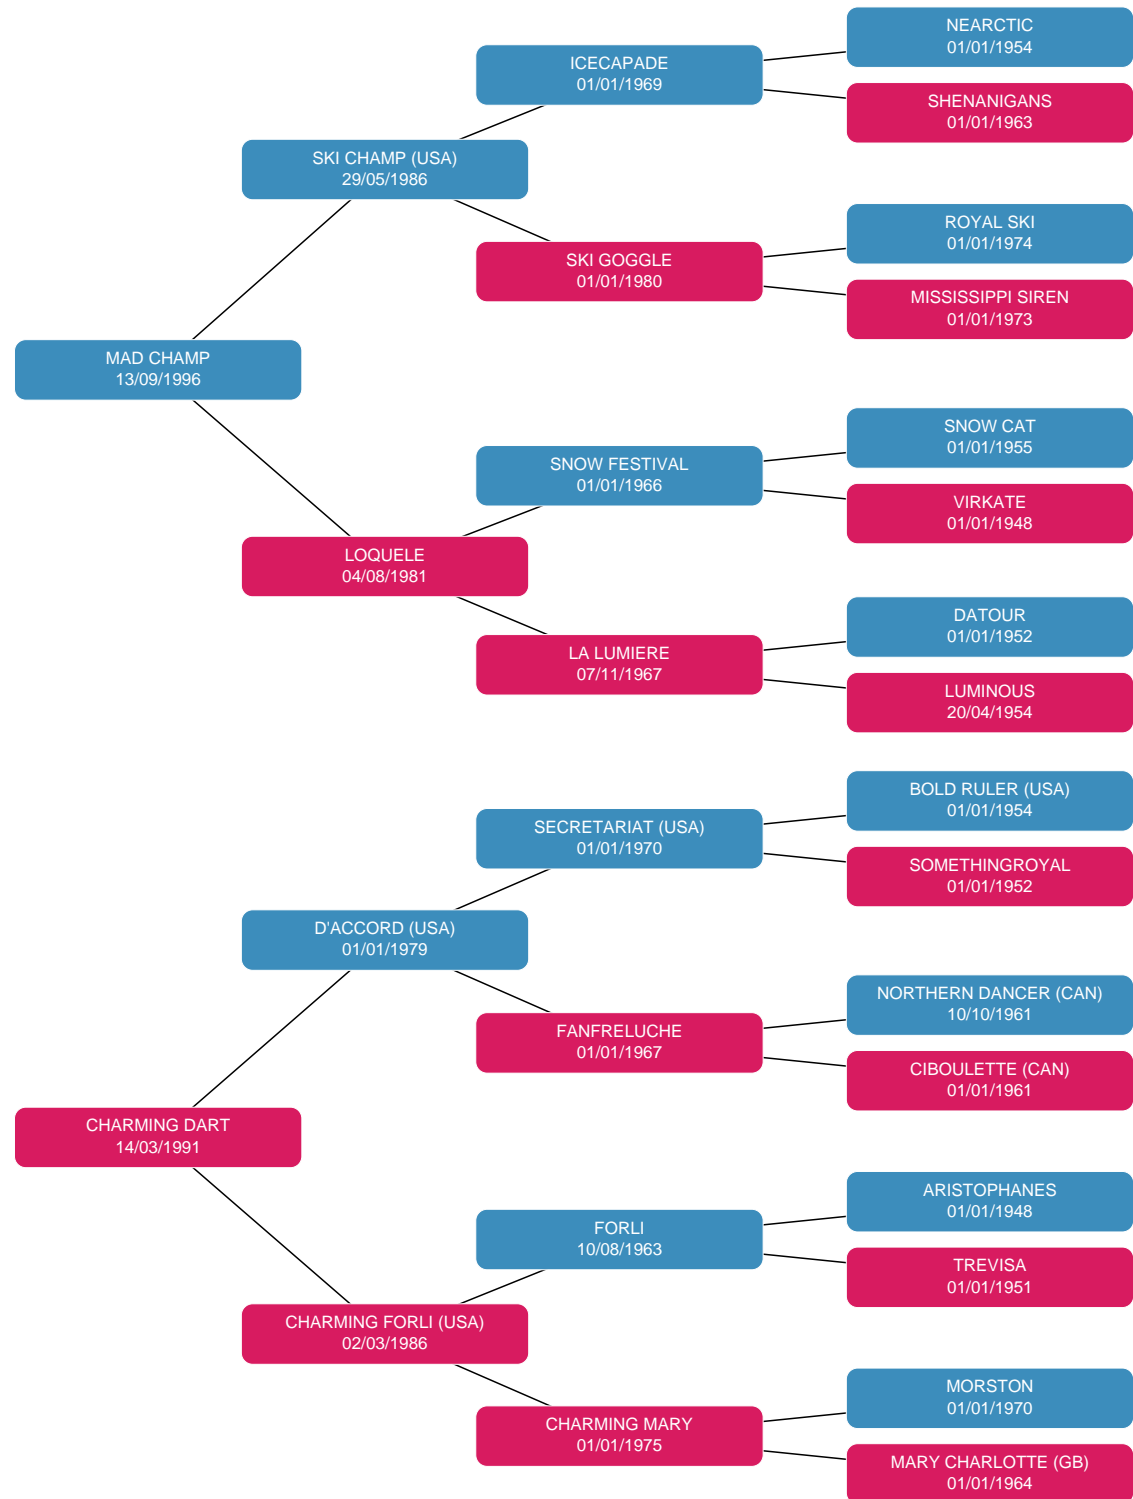 NEARCTIC
01/01/1954
ICECAPADE
01/01/1969
SHENANIGANS
01/01/1963
SKI CHAMP (USA)
29/05/1986
ROYAL SKI
01/01/1974
SKI GOGGLE
01/01/1980
MISSISSIPPI SIREN
01/01/1973
MAD CHAMP
13/09/1996
SNOW CAT
01/01/1955
SNOW FESTIVAL
01/01/1966
VIRKATE
01/01/1948
LOQUELE
04/08/1981
DATOUR
01/01/1952
LA LUMIERE
07/11/1967
LUMINOUS
20/04/1954
BOLD RULER (USA)
01/01/1954
SECRETARIAT (USA)
01/01/1970
SOMETHINGROYAL
01/01/1952
D'ACCORD (USA)
01/01/1979
NORTHERN DANCER (CAN)
10/10/1961
FANFRELUCHE
01/01/1967
CIBOULETTE (CAN)
01/01/1961
CHARMING DART
14/03/1991
ARISTOPHANES
01/01/1948
FORLI
10/08/1963
TREVISA
01/01/1951
CHARMING FORLI (USA)
02/03/1986
MORSTON
01/01/1970
CHARMING MARY
01/01/1975
MARY CHARLOTTE (GB)
01/01/1964